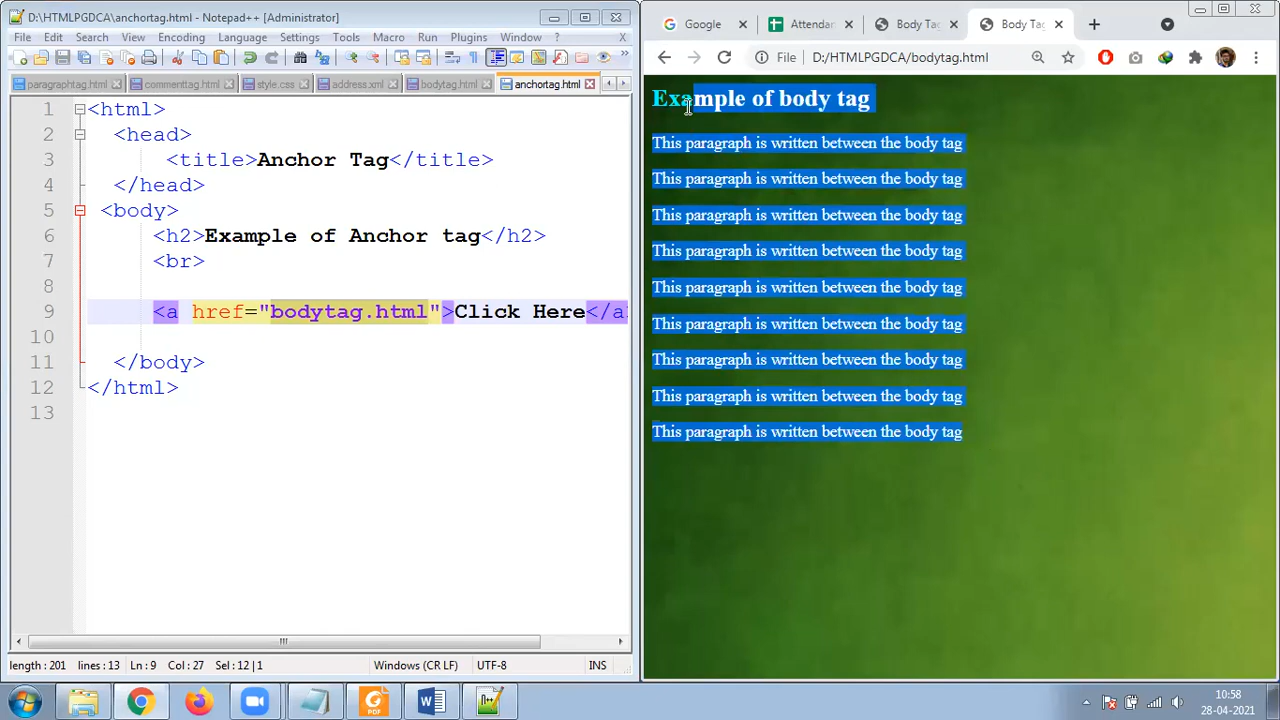 D:\HTMLPGDCA\anchortag.html - Notepad++ [Administrator]
File Edit Search View Encoding Language Settings Tools Macro Run Plugins Window ? X
paragraphtag.html commenttag.html style.css address.xml bodytag.html anchortag.html
1 <html>
2 <head>
3 <title>Anchor Tag</title>
4 </head>
5 <body>
6 <h2>Example of Anchor tag</h2>
7 <br>
8
9 <a href="bodytag.html">Click Here</a
10
11 </body>
12 </html>
13
length : 201 lines : 13 Ln : 9 Col : 27 Sel : 12 | 1 Windows (CR LF) UTF-8 INS
Google Attendan Body Tag Body Tag
File D:/HTMLPGDCA/bodytag.html
Example of body tag
This paragraph is written between the body tag
This paragraph is written between the body tag
This paragraph is written between the body tag
This paragraph is written between the body tag
This paragraph is written between the body tag
This paragraph is written between the body tag
This paragraph is written between the body tag
This paragraph is written between the body tag
This paragraph is written between the body tag
PDF
10:58
28-04-2021